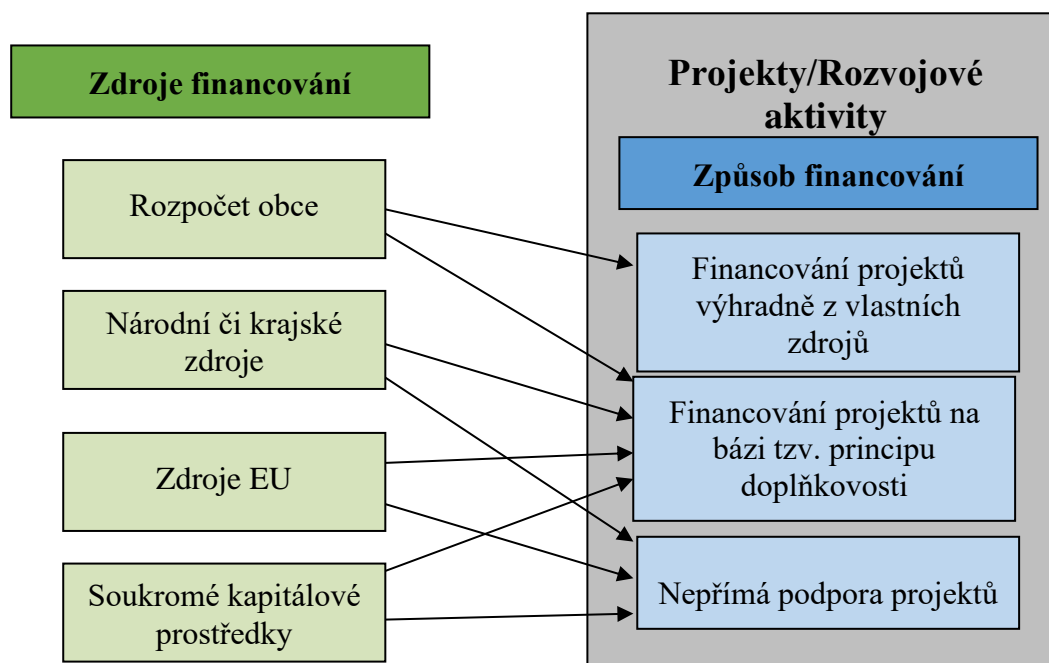 Zdroje financování
Rozpočet obce
Národní či krajské
zdroje
Zdroje EU
Soukromé kapitálové
prostředky
Projekty/Rozvojové
aktivity
Způsob financování
Financování projektů
výhradně z vlastních
zdrojů
Financování projektů na
bázi tzv. principu
doplňkovosti
Nepřímá podpora projektů